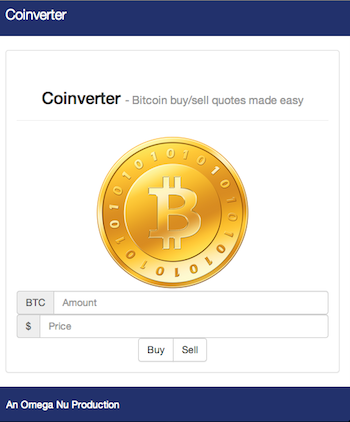 Coinverter
Coinverter - Bitcoin buy/sell quotes made easy
BTC Amount
$ Price
Buy Sell
An Omega Nu Production